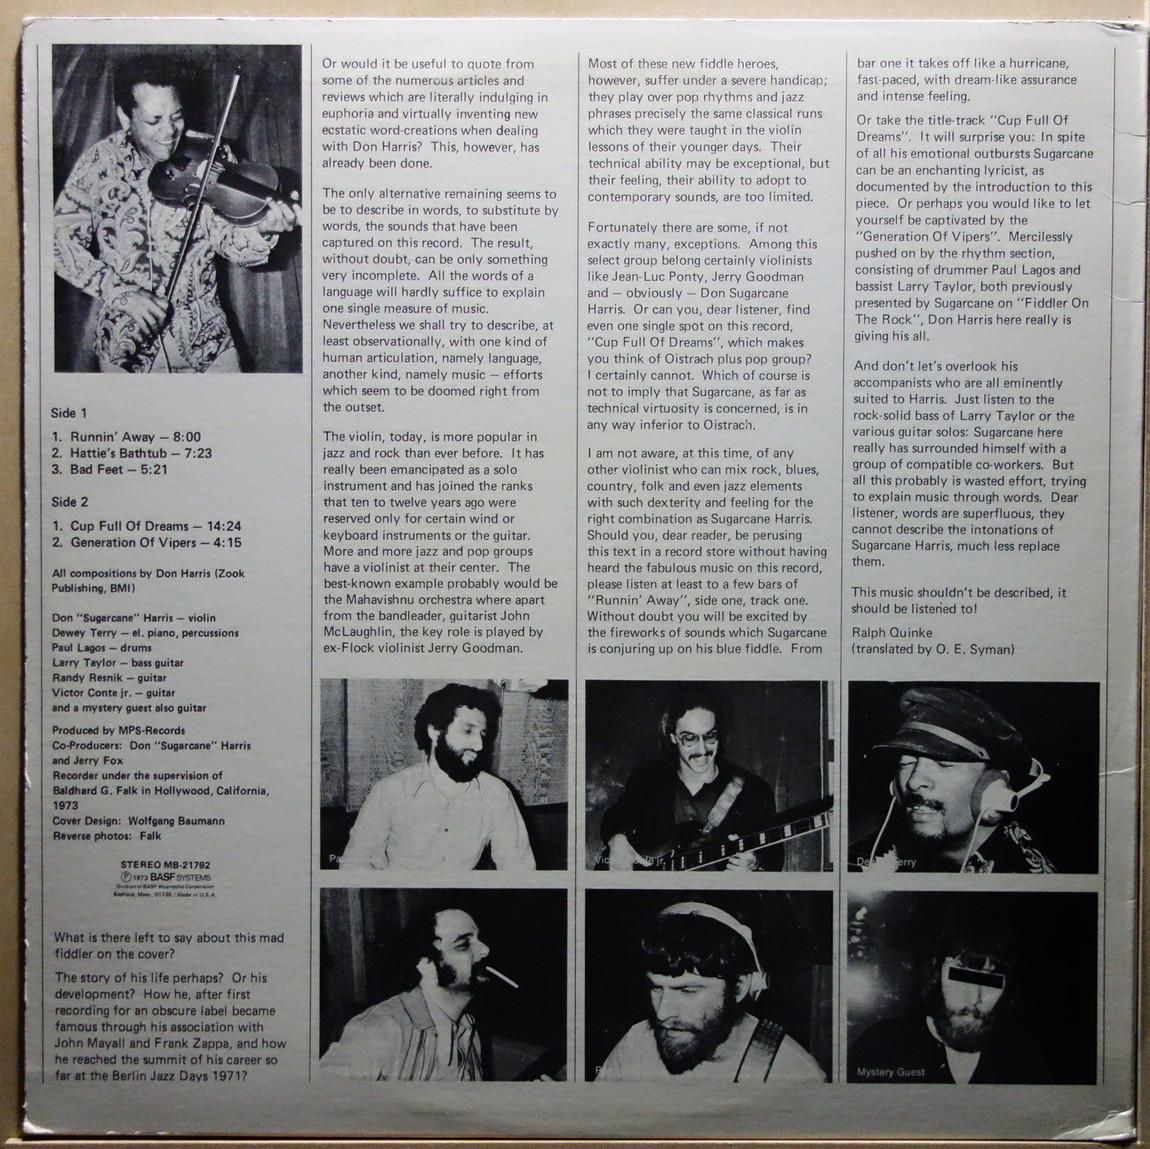 Side 1
1. Runnin' Away — 8:00
2. Hattie's Bathtub — 7:23
3. Bad Feet — 5:21
Side 2
1. Cup Full Of Dreams — 14:24
2. Generation Of Vipers — 4:15
All compositions by Don Harris (Zook
Publishing, BMI)
Don "Sugarcane" Harris — violin
Dewey Terry — el. piano, percussions
Paul Lagos — drums
Larry Taylor — bass guitar
Randy Resnik — guitar
Victor Conte jr. — guitar
and a mystery guest also guitar
Produced by MPS-Records
Co-Producers: Don "Sugarcane" Harris
and Jerry Fox
Recorder under the supervision of
Baldhard G. Falk in Hollywood, California,
1973
Cover Design: Wolfgang Baumann
Reverse photos: Falk
STEREO MB-21792
Ⓟ 1973 BASF SYSTEMS
Division of BASF Wyandotte Corporation
Bedford, Mass. 01730 / Made in U.S.A.
What is there left to say about this mad
fiddler on the cover?
The story of his life perhaps? Or his
development? How he, after first
recording for an obscure label became
famous through his association with
John Mayall and Frank Zappa, and how
he reached the summit of his career so
far at the Berlin Jazz Days 1971?
Or would it be useful to quote from
some of the numerous articles and
reviews which are literally indulging in
euphoria and virtually inventing new
ecstatic word-creations when dealing
with Don Harris? This, however, has
already been done.
The only alternative remaining seems to
be to describe in words, to substitute by
words, the sounds that have been
captured on this record. The result,
without doubt, can be only something
very incomplete. All the words of a
language will hardly suffice to explain
one single measure of music.
Nevertheless we shall try to describe, at
least observationally, with one kind of
human articulation, namely language,
another kind, namely music — efforts
which seem to be doomed right from
the outset.
The violin, today, is more popular in
jazz and rock than ever before. It has
really been emancipated as a solo
instrument and has joined the ranks
that ten to twelve years ago were
reserved only for certain wind or
keyboard instruments or the guitar.
More and more jazz and pop groups
have a violinist at their center. The
best-known example probably would be
the Mahavishnu orchestra where apart
from the bandleader, guitarist John
McLaughlin, the key role is played by
ex-Flock violinist Jerry Goodman.
Most of these new fiddle heroes,
however, suffer under a severe handicap;
they play over pop rhythms and jazz
phrases precisely the same classical runs
which they were taught in the violin
lessons of their younger days. Their
technical ability may be exceptional, but
their feeling, their ability to adopt to
contemporary sounds, are too limited.
Fortunately there are some, if not
exactly many, exceptions. Among this
select group belong certainly violinists
like Jean-Luc Ponty, Jerry Goodman
and — obviously — Don Sugarcane
Harris. Or can you, dear listener, find
even one single spot on this record,
"Cup Full Of Dreams", which makes
you think of Oistrach plus pop group?
I certainly cannot. Which of course is
not to imply that Sugarcane, as far as
technical virtuosity is concerned, is in
any way inferior to Oistrach.
I am not aware, at this time, of any
other violinist who can mix rock, blues,
country, folk and even jazz elements
with such dexterity and feeling for the
right combination as Sugarcane Harris.
Should you, dear reader, be perusing
this text in a record store without having
heard the fabulous music on this record,
please listen at least to a few bars of
"Runnin' Away", side one, track one.
Without doubt you will be excited by
the fireworks of sounds which Sugarcane
is conjuring up on his blue fiddle. From
bar one it takes off like a hurricane,
fast-paced, with dream-like assurance
and intense feeling.
Or take the title-track "Cup Full Of
Dreams". It will surprise you: In spite
of all his emotional outbursts Sugarcane
can be an enchanting lyricist, as
documented by the introduction to this
piece. Or perhaps you would like to let
yourself be captivated by the
"Generation Of Vipers". Mercilessly
pushed on by the rhythm section,
consisting of drummer Paul Lagos and
bassist Larry Taylor, both previously
presented by Sugarcane on "Fiddler On
The Rock", Don Harris here really is
giving his all.
And don't let's overlook his
accompanists who are all eminently
suited to Harris. Just listen to the
rock-solid bass of Larry Taylor or the
various guitar solos: Sugarcane here
really has surrounded himself with a
group of compatible co-workers. But
all this probably is wasted effort, trying
to explain music through words. Dear
listener, words are superfluous, they
cannot describe the intonations of
Sugarcane Harris, much less replace
them.
This music shouldn't be described, it
should be listened to!
Ralph Quinke
(translated by O. E. Syman)
jr.
Mystery Guest